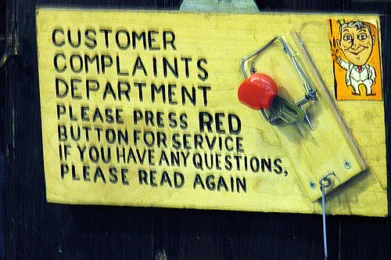 CUSTOMER
COMPLAINTS
DEPARTMENT
PLEASE PRESS RED
BUTTON FOR SERVICE
IF YOU HAVE ANY QUESTIONS,
PLEASE READ AGAIN